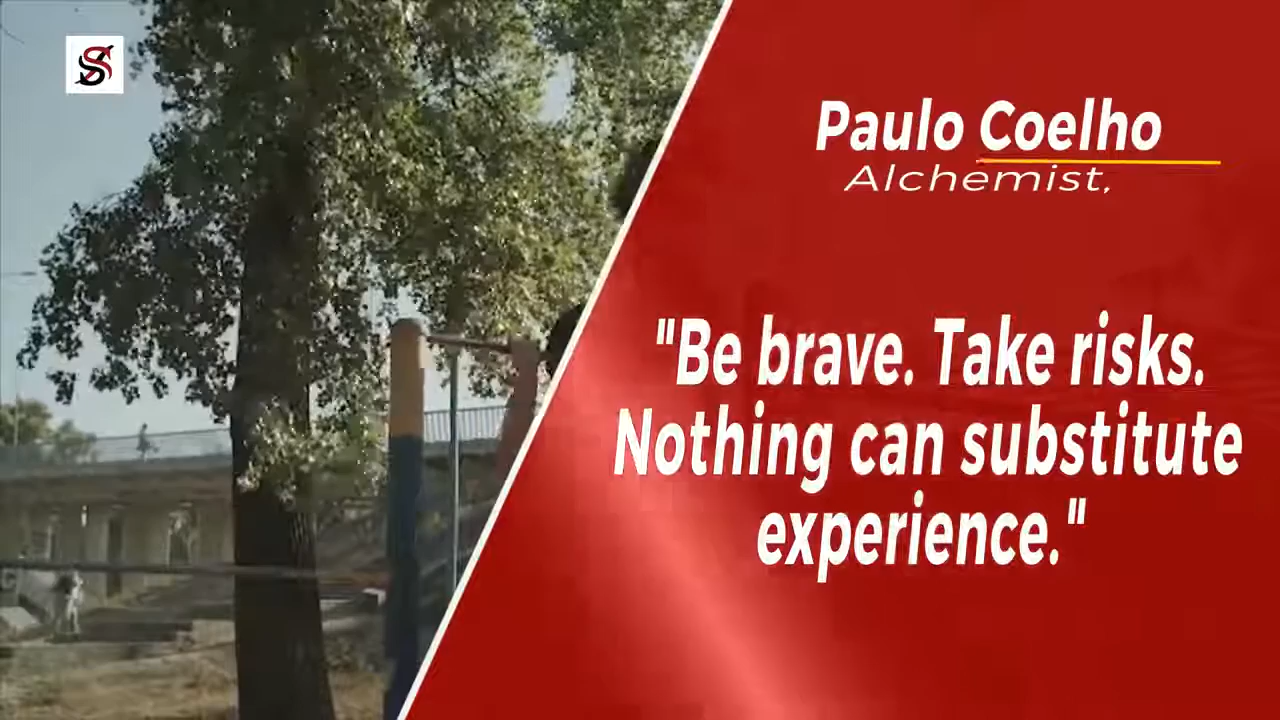 Paulo Coelho
Alchemist,
"Be brave. Take risks.
Nothing can substitute
experience."